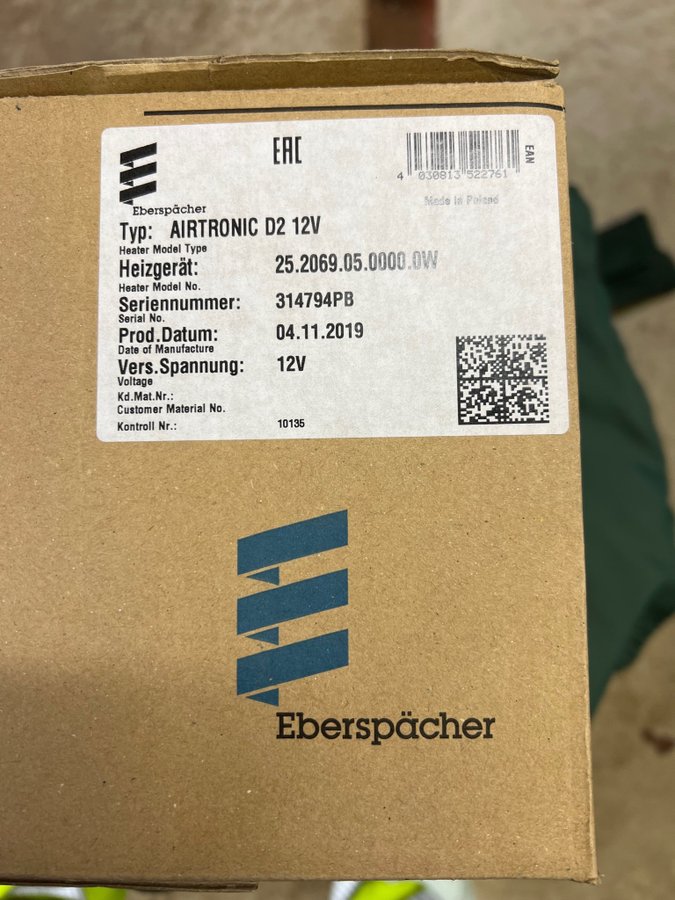 EAC
4 030813 522761
EAN
Made in Poland
Eberspächer
Typ: AIRTRONIC D2 12V
Heater Model Type
Heizgerät: 25.2069.05.0000.0W
Heater Model No.
Seriennummer: 314794PB
Serial No.
Prod.Datum: 04.11.2019
Date of Manufacture
Vers.Spannung: 12V
Voltage
Kd.Mat.Nr.:
Customer Material No.
Kontroll Nr.: 10135
Eberspächer